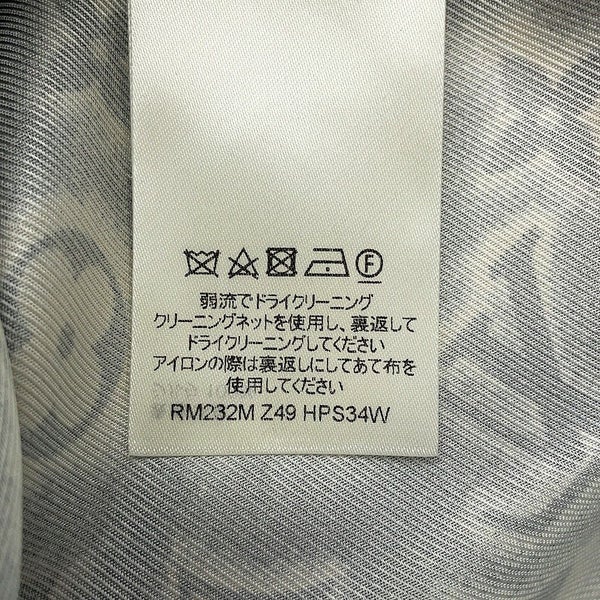 F
弱流でドライクリーニング
クリーニングネットを使用し、裏返して
ドライクリーニングしてください
アイロンの際は裏返しにしてあて布を
使用してください
RM232M Z49 HPS34W